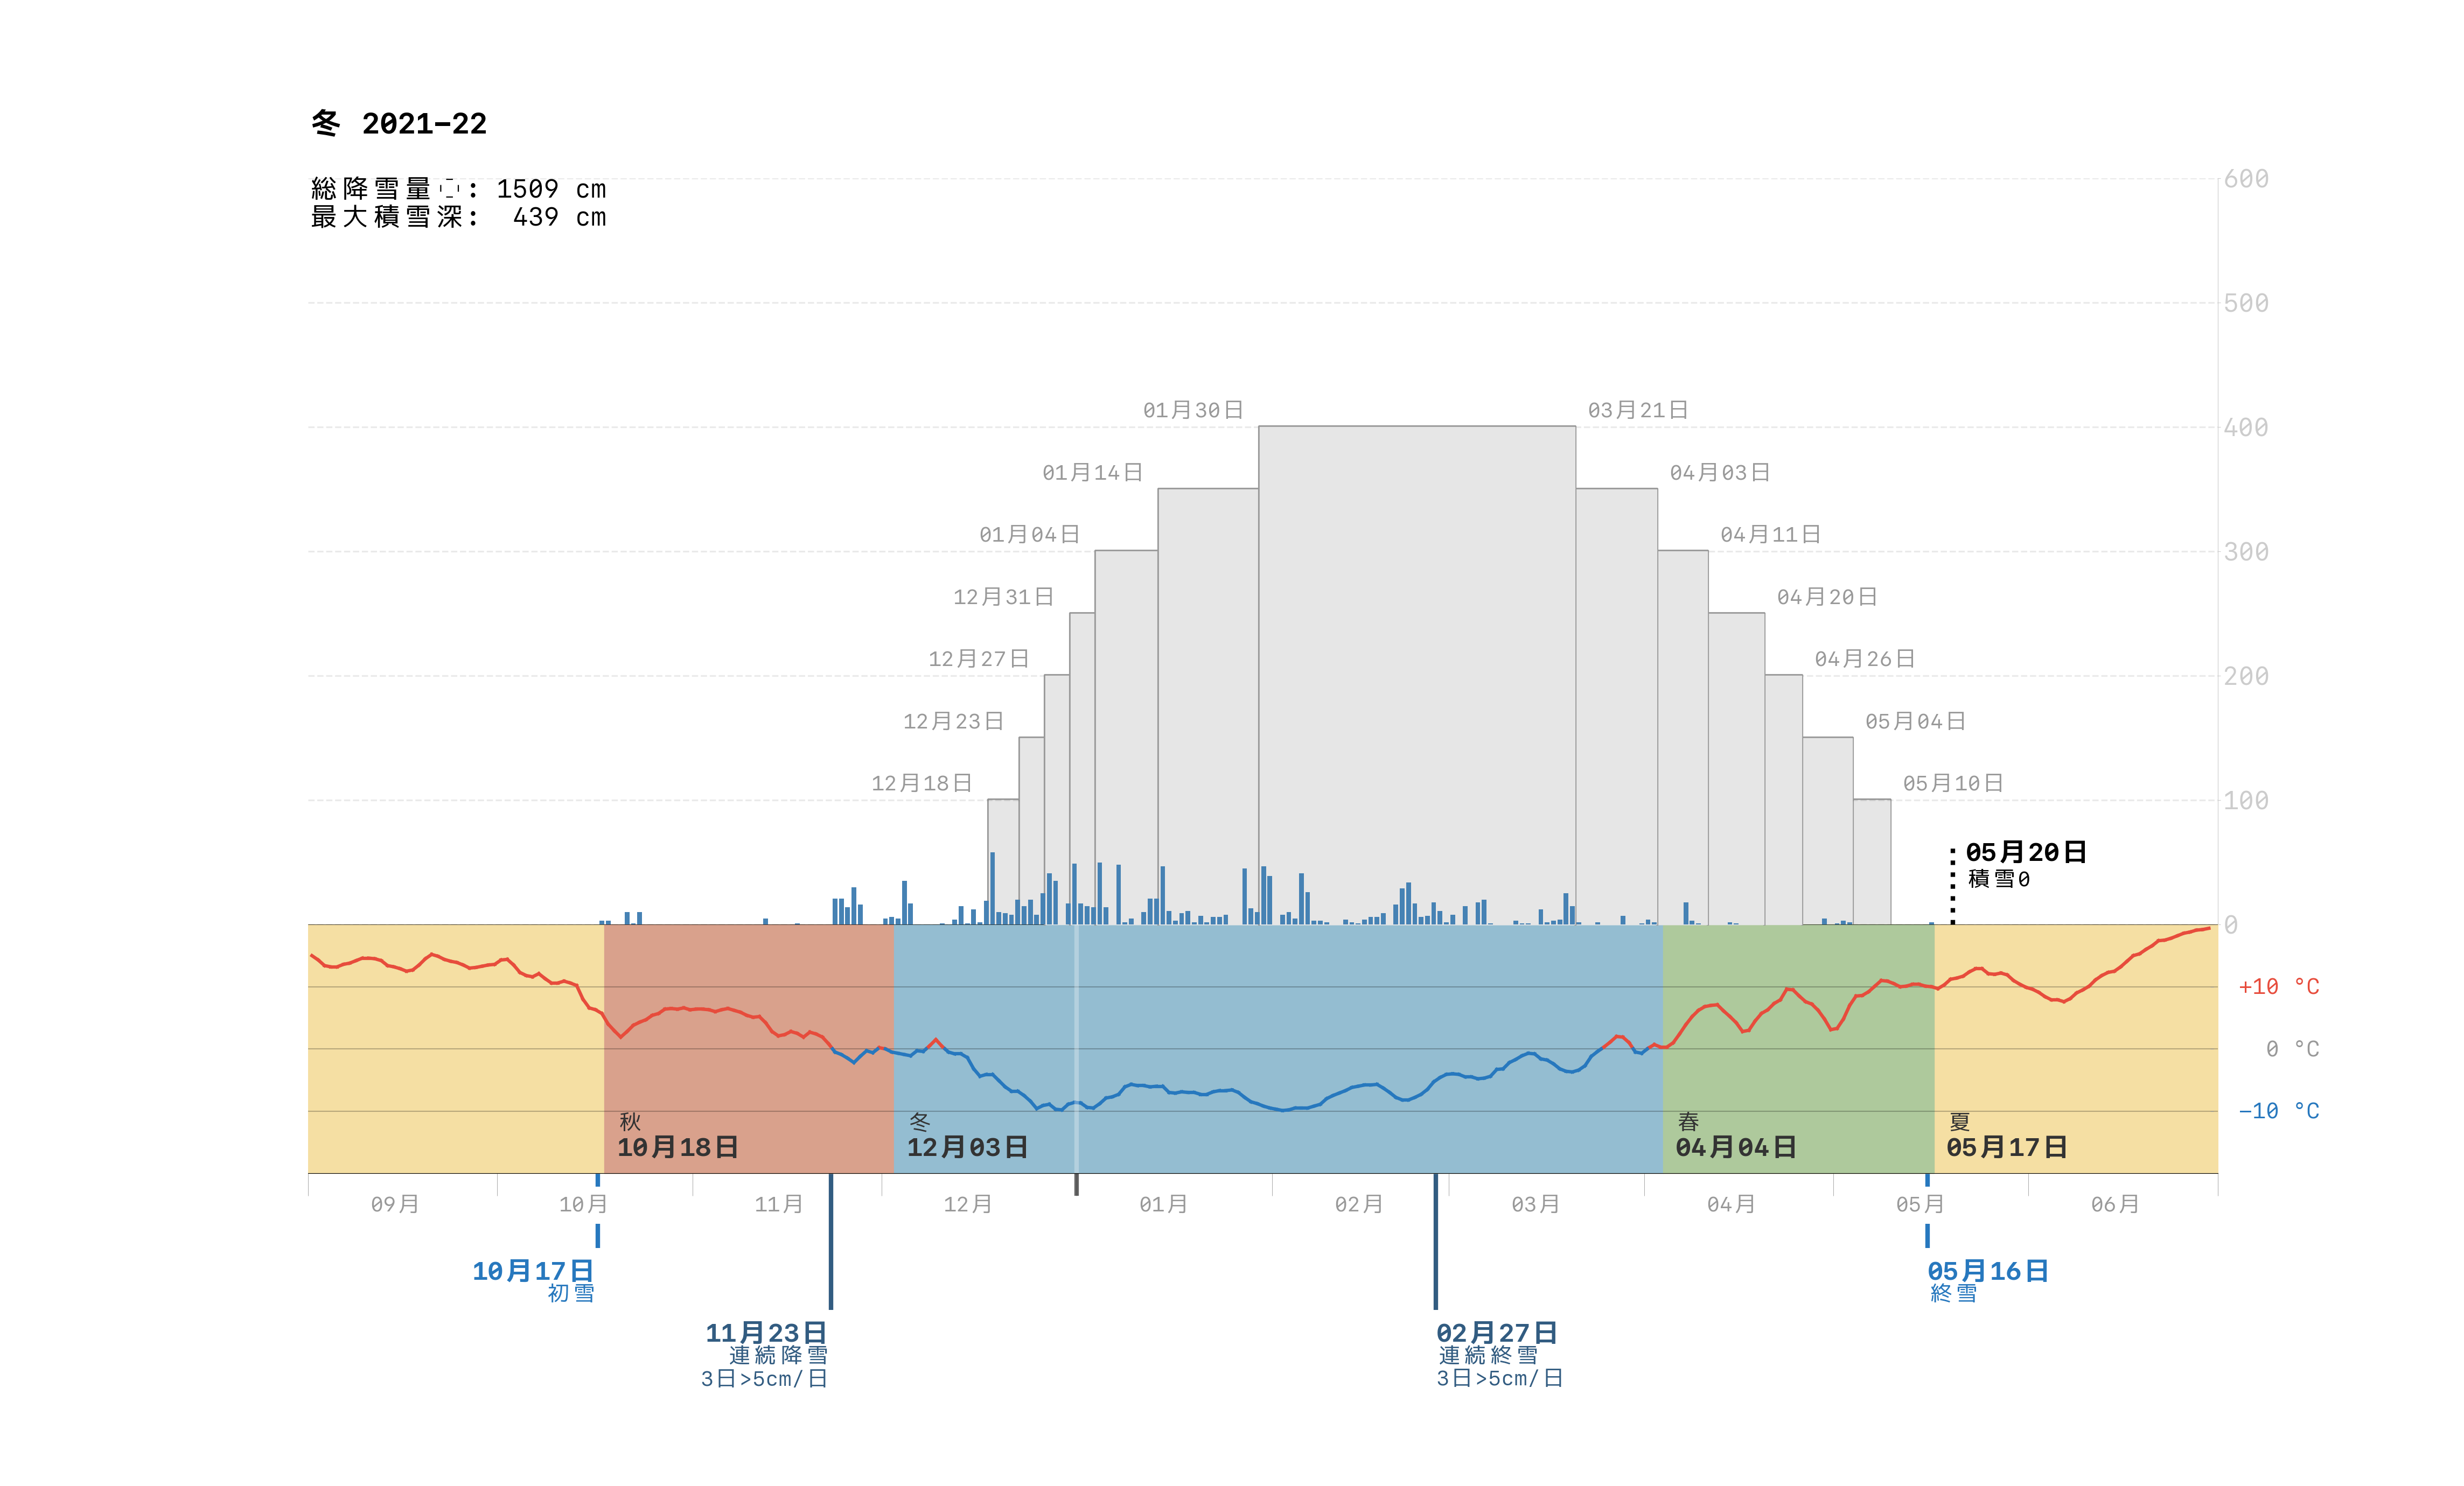 冬 2021−22
総降雪量: 1509 cm
最大積雪深: 439 cm
600
500
400
300
200
100
0
01月30日
03月21日
01月14日
04月03日
01月04日
04月11日
12月31日
04月20日
12月27日
04月26日
12月23日
05月04日
12月18日
05月10日
05月20日
積雪0
+10 °C
0 °C
−10 °C
秋
10月18日
冬
12月03日
春
04月04日
夏
05月17日
09月
10月
11月
12月
01月
02月
03月
04月
05月
06月
10月17日
初雪
05月16日
終雪
11月23日
連続降雪
3日>5cm/日
02月27日
連続終雪
3日>5cm/日